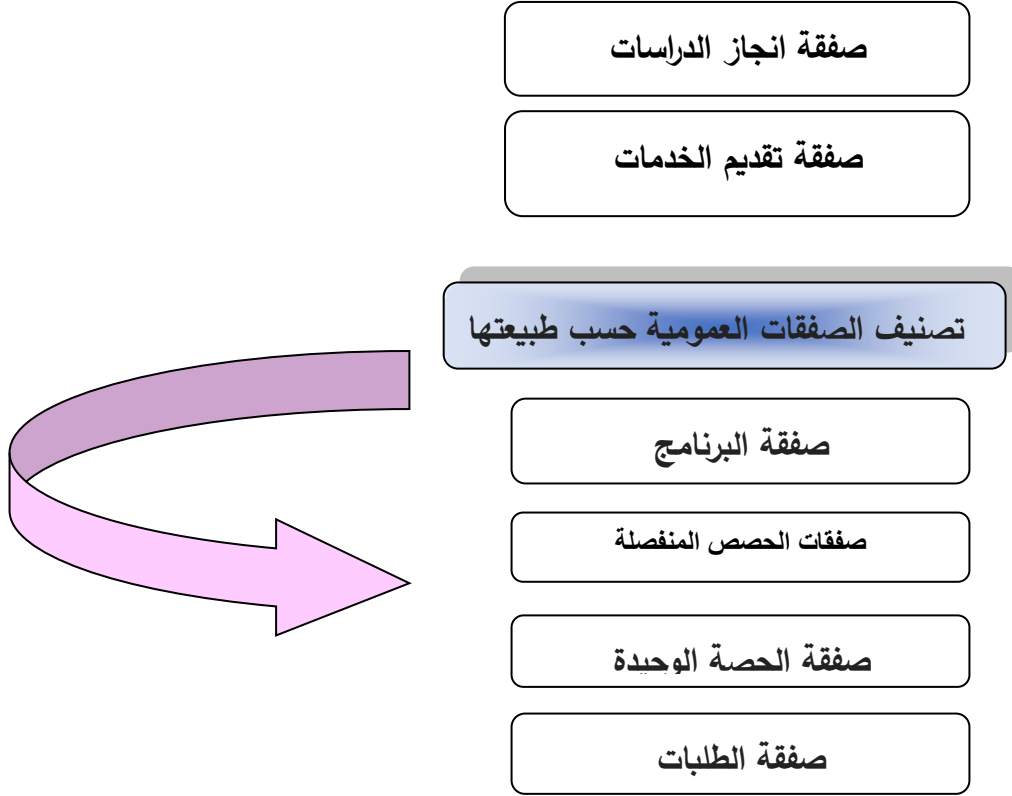 صفقة انجاز الدراسات
صفقة تقديم الخدمات
تصنيف الصفقات العمومية حسب طبيعتها
صفقة البرنامج
صفقات الحصص المنفصلة
صفقة الحصة الوحيدة
صفقة الطلبات